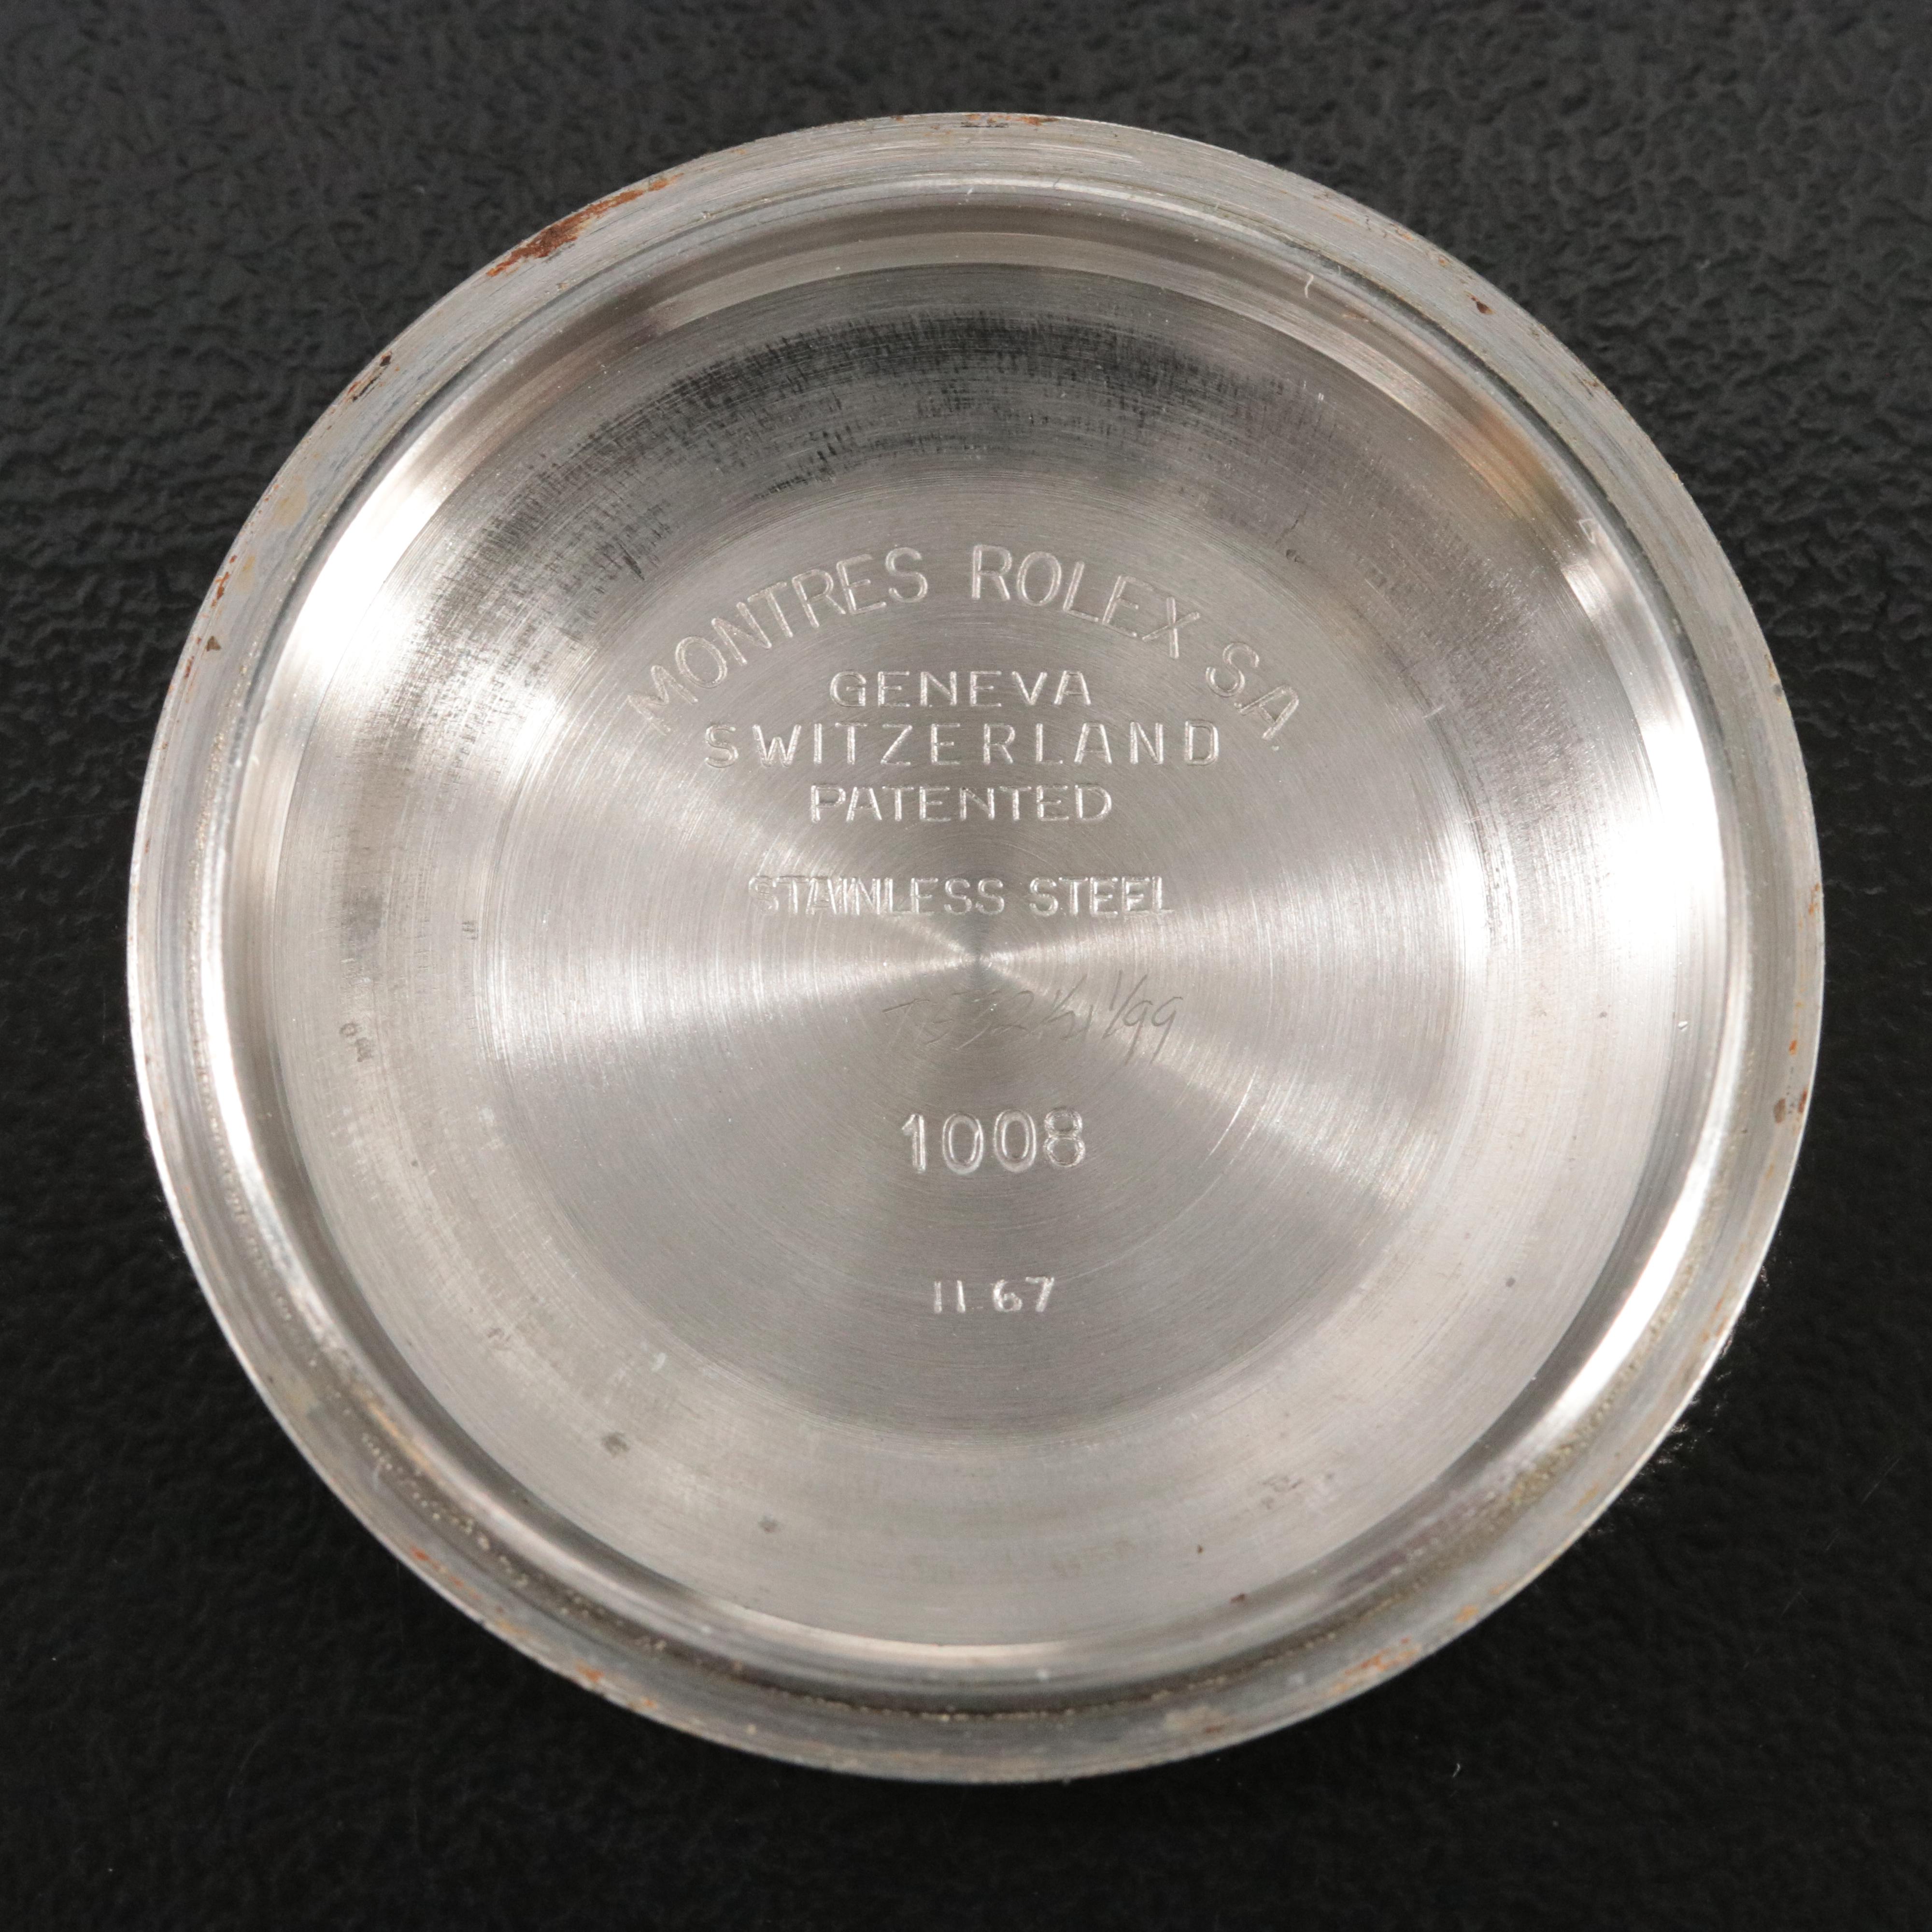 MONTRES ROLEX S.A.
GENEVA
SWITZERLAND
PATENTED
STAINLESS STEEL
1008
II 67